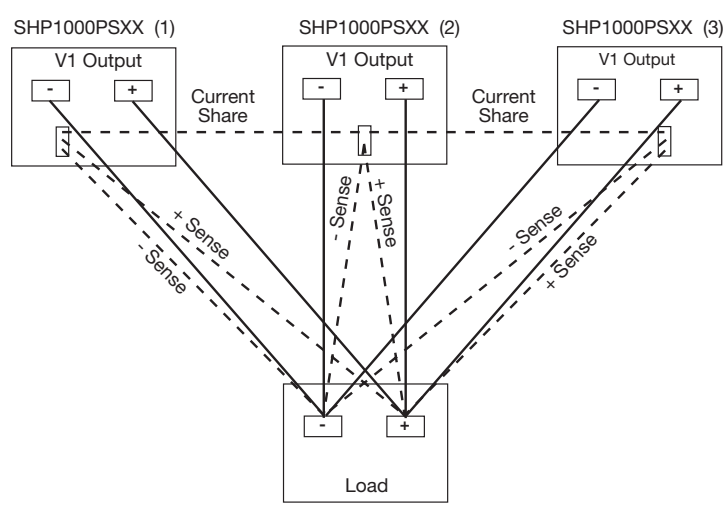 SHP1000PSXX (1)
SHP1000PSXX (2)
SHP1000PSXX (3)
V1 Output
V1 Output
V1 Output
- +
- +
- +
Current
Share
Current
Share
+ Sense
- Sense
- Sense
+ Sense
- Sense
+ Sense
- +
Load